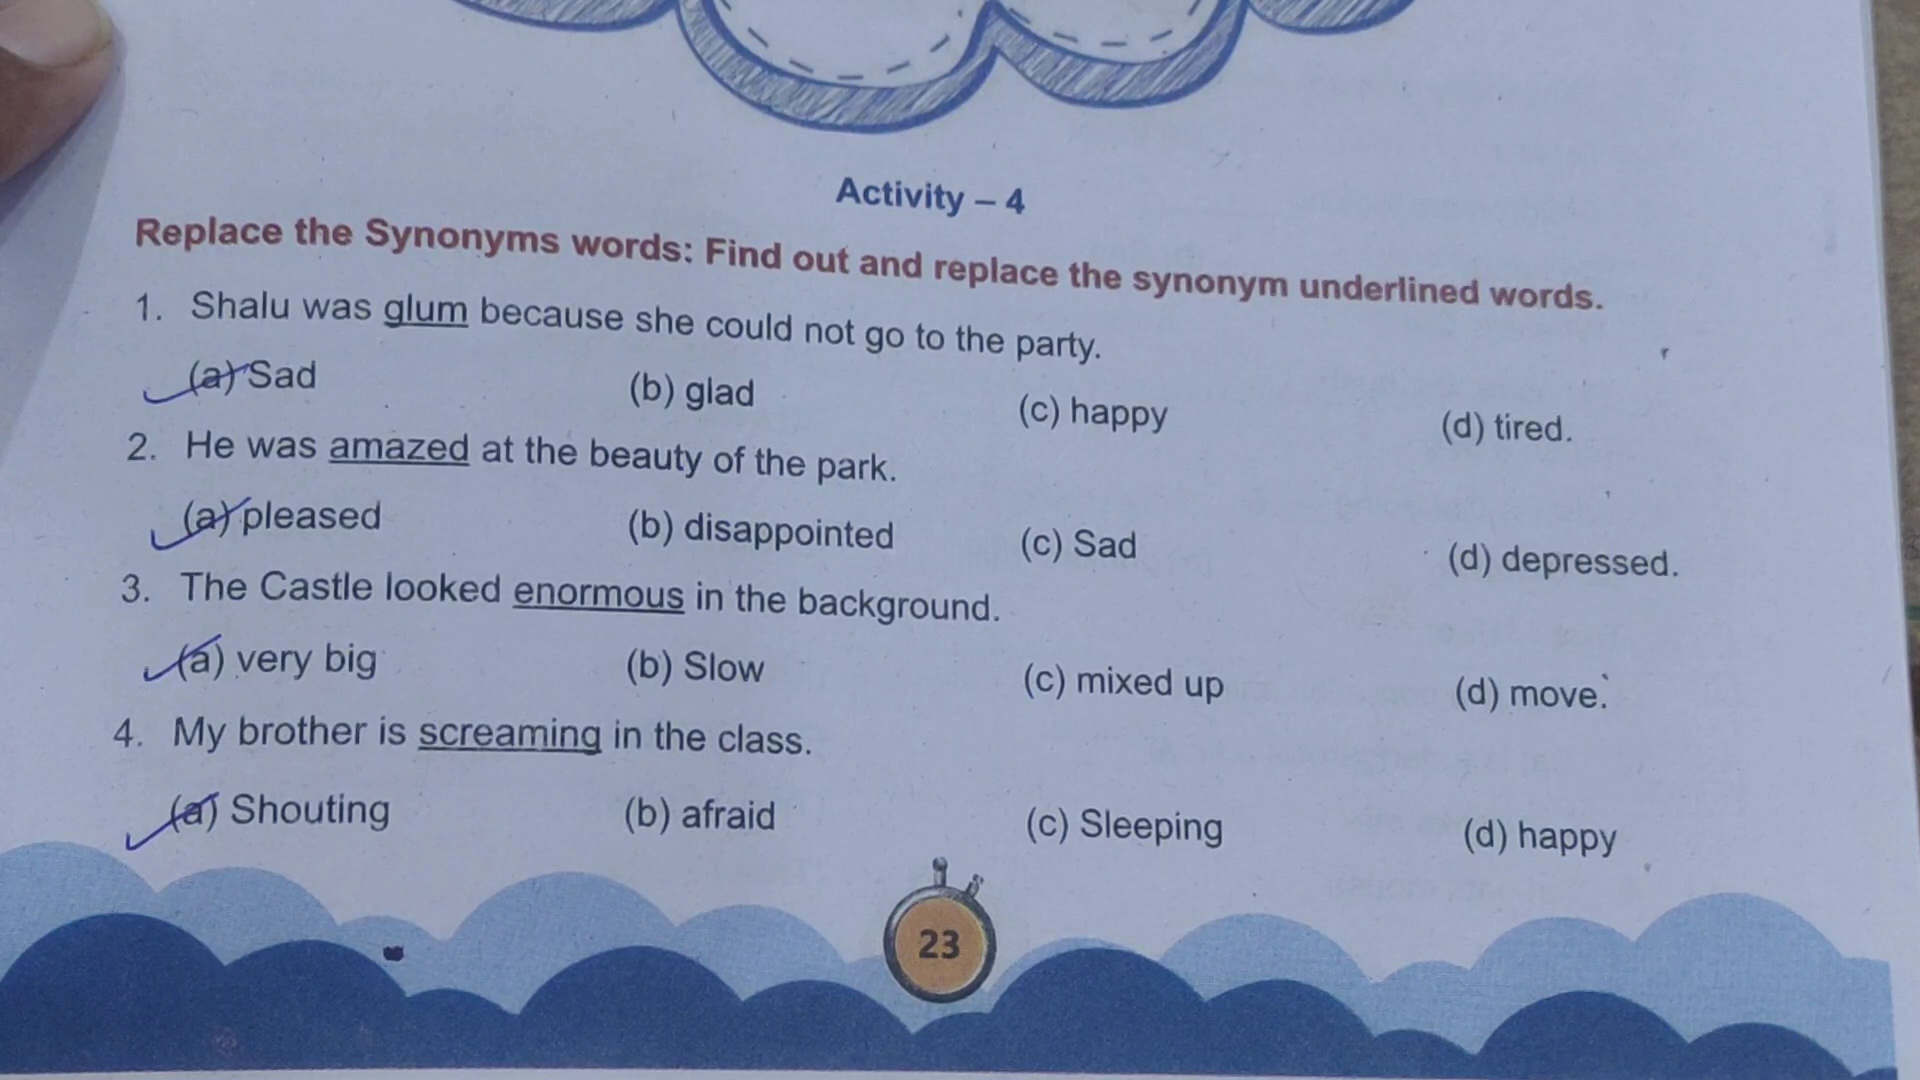 Activity – 4
Replace the Synonyms words: Find out and replace the synonym underlined words.
1. Shalu was glum because she could not go to the party.
(a) Sad (b) glad (c) happy (d) tired.
2. He was amazed at the beauty of the park.
(a) pleased (b) disappointed (c) Sad (d) depressed.
3. The Castle looked enormous in the background.
(a) very big (b) Slow (c) mixed up (d) move.
4. My brother is screaming in the class.
(a) Shouting (b) afraid (c) Sleeping (d) happy
23